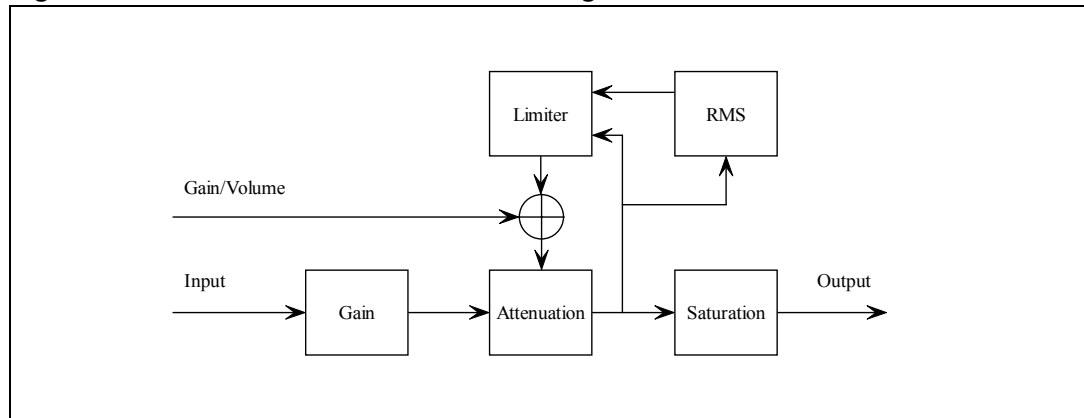 Limiter
RMS
Gain/Volume
Input
Output
Gain
Attenuation
Saturation